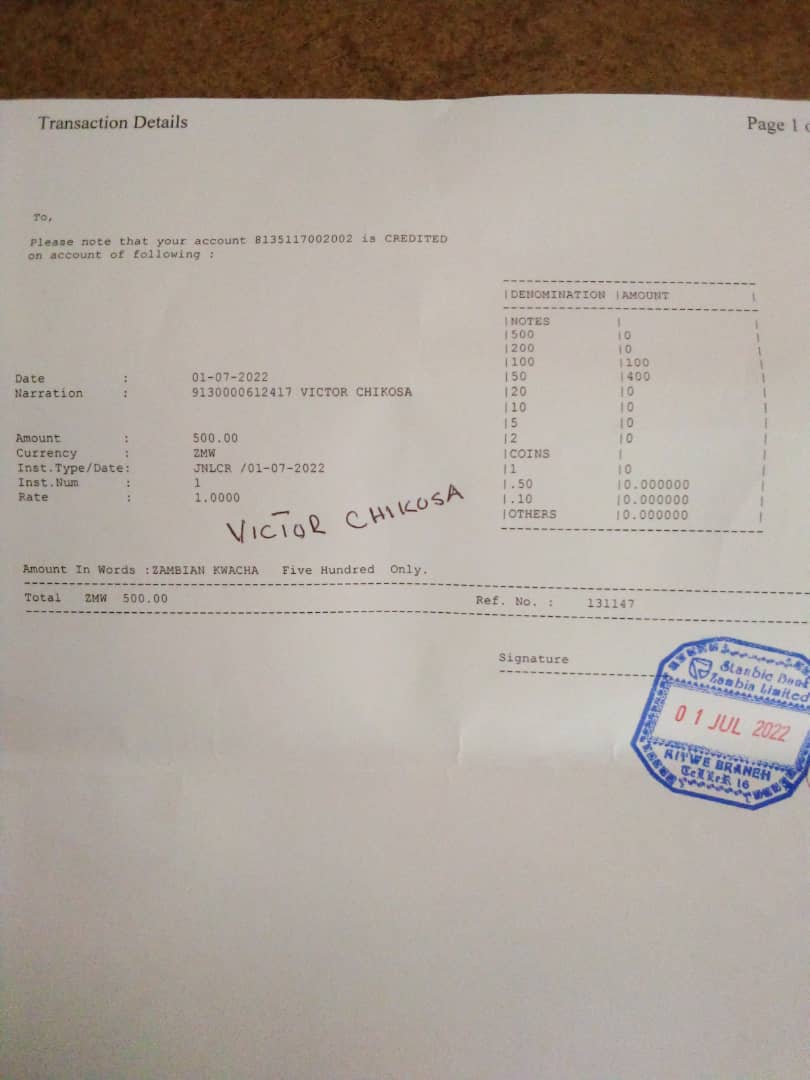 Transaction Details
Page 1
To,
Please note that your account 8135117002002 is CREDITED
on account of following :
|DENOMINATION |AMOUNT |
|NOTES | |
|500 |0 |
|200 |0 |
|100 |100 |
|50 |400 |
|20 |0 |
|10 |0 |
|5 |0 |
|2 |0 |
|COINS | |
|1 |0 |
|.50 |0.000000 |
|.10 |0.000000 |
|OTHERS |0.000000 |
Date : 01-07-2022
Narration : 9130000612417 VICTOR CHIKOSA
Amount : 500.00
Currency : ZMW
Inst.Type/Date: JNLCR /01-07-2022
Inst.Num : 1
Rate : 1.0000
VICTOR CHIKOSA
Amount In Words :ZAMBIAN KWACHA Five Hundred Only.
Total ZMW 500.00 Ref. No. : 131147
Signature
Stanbic Bank
Zambia Limited
01 JUL 2022
KITWE BRANCH
TELLER 16